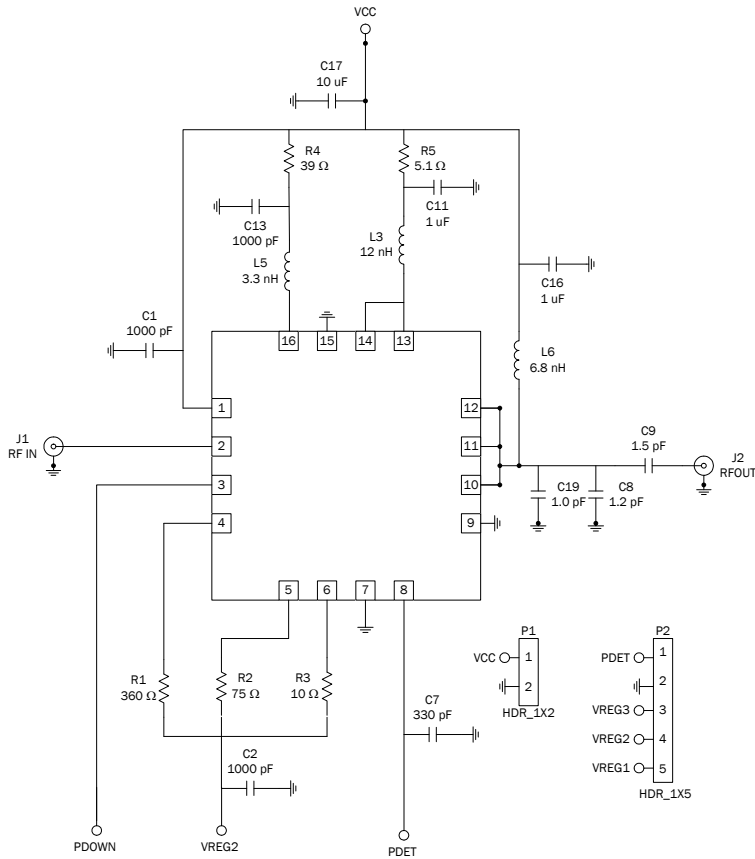 VCC
C17
10 uF
R4
39 Ω
R5
5.1 Ω
C13
1000 pF
C11
1 uF
L5
3.3 nH
L3
12 nH
C16
1 uF
C1
1000 pF
L6
6.8 nH
16
15
14
13
1
2
3
4
12
11
10
9
5
6
7
8
J1
RF IN
C9
1.5 pF
J2
RFOUT
C19
1.0 pF
C8
1.2 pF
R1
360 Ω
R2
75 Ω
R3
10 Ω
C7
330 pF
C2
1000 pF
PDOWN
VREG2
PDET
P1
VCC
1
2
HDR_1X2
P2
PDET
1
2
VREG3
3
VREG2
4
VREG1
5
HDR_1X5